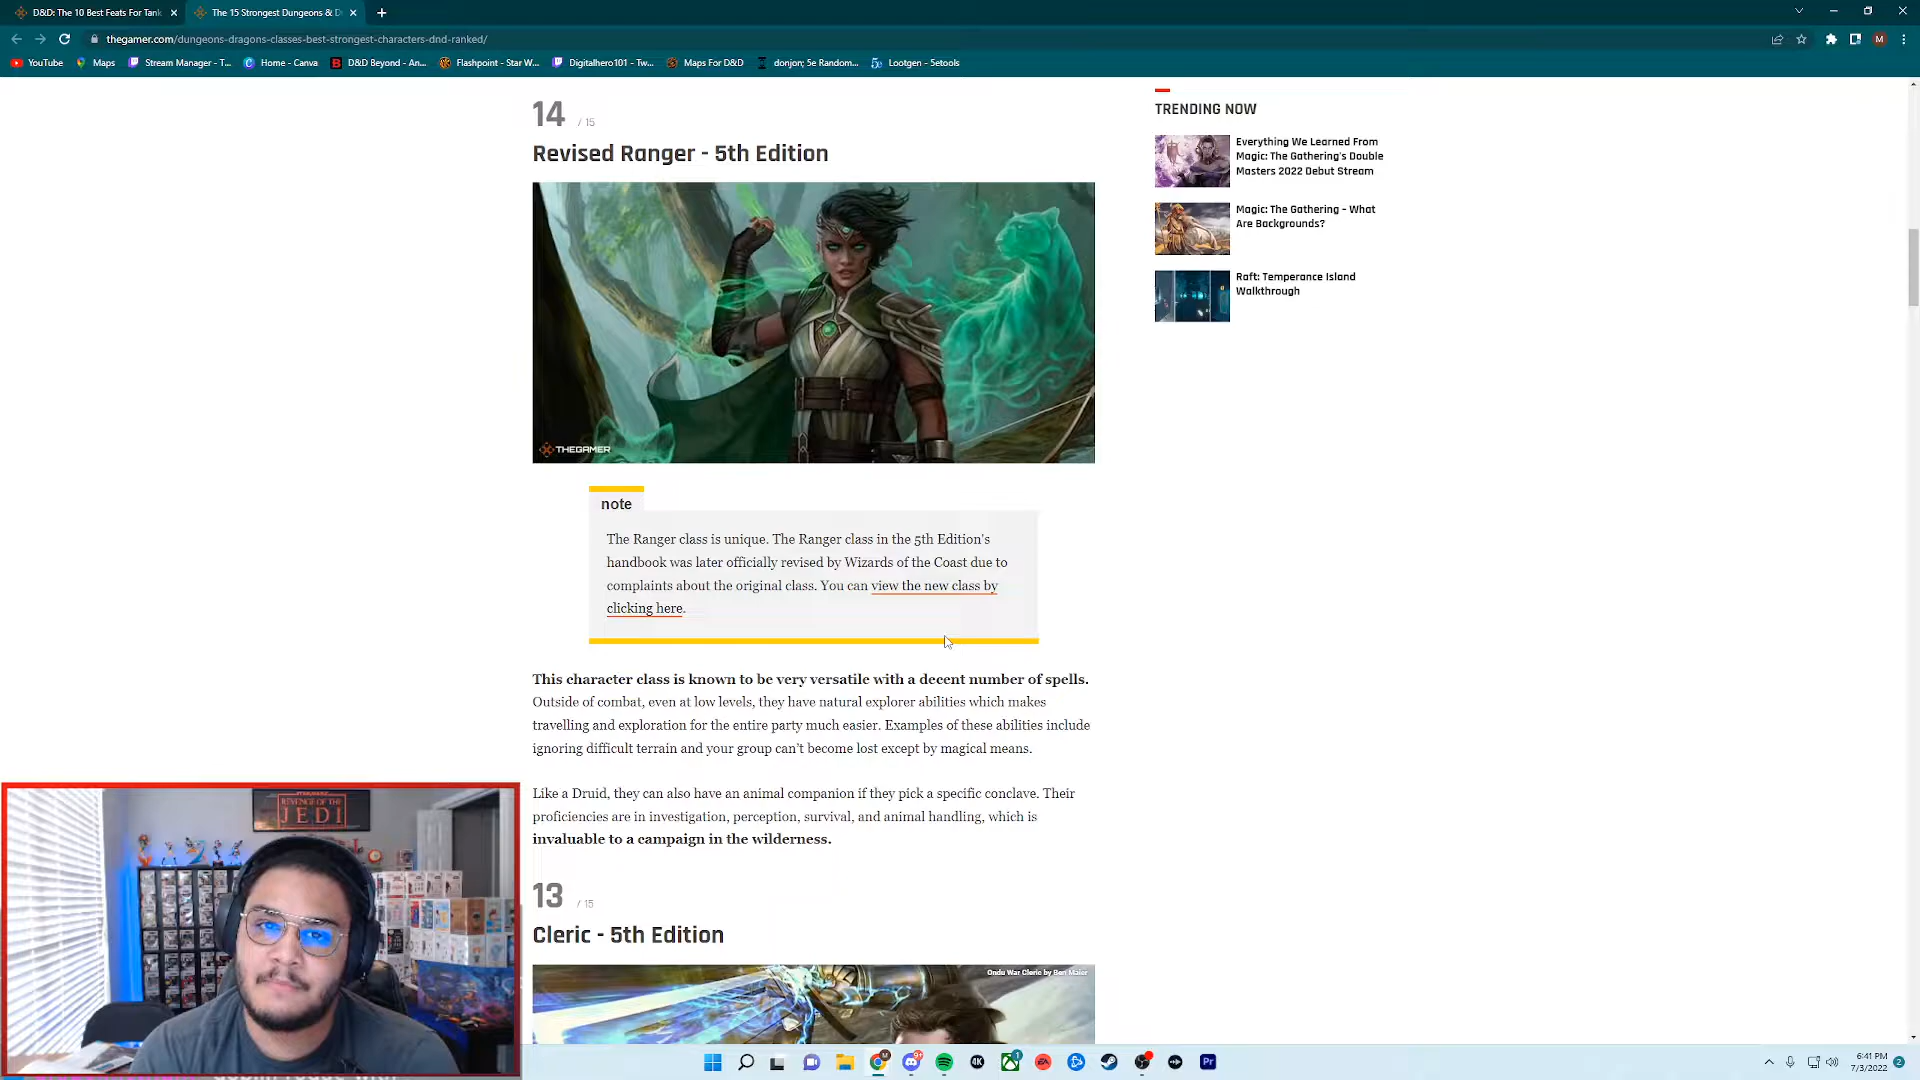 D&D: The 10 Best Feats For Tank
The 15 Strongest Dungeons & D
thegamer.com/dungeons-dragons-classes-best-strongest-characters-dnd-ranked/
M
YouTube
Maps
Stream Manager - T...
Home - Canva
D&D Beyond - An...
Flashpoint - Star W...
Digitalhero101 - Tw...
Maps For D&D
donjon; 5e Random...
Lootgen - 5etools
14 / 15
Revised Ranger - 5th Edition
THEGAMER
note
The Ranger class is unique. The Ranger class in the 5th Edition's
handbook was later officially revised by Wizards of the Coast due to
complaints about the original class. You can view the new class by
clicking here.
This character class is known to be very versatile with a decent number of spells.
Outside of combat, even at low levels, they have natural explorer abilities which makes
travelling and exploration for the entire party much easier. Examples of these abilities include
ignoring difficult terrain and your group can't become lost except by magical means.
Like a Druid, they can also have an animal companion if they pick a specific conclave. Their
proficiencies are in investigation, perception, survival, and animal handling, which is
invaluable to a campaign in the wilderness.
13 / 15
Cleric - 5th Edition
Ondu War Cleric by Ben Maier
TRENDING NOW
Everything We Learned From
Magic: The Gathering's Double
Masters 2022 Debut Stream
Magic: The Gathering – What
Are Backgrounds?
Raft: Temperance Island
Walkthrough
REVENGE OF THE
JEDI
4K
EA
Pr
6:41 PM
7/3/2022
2